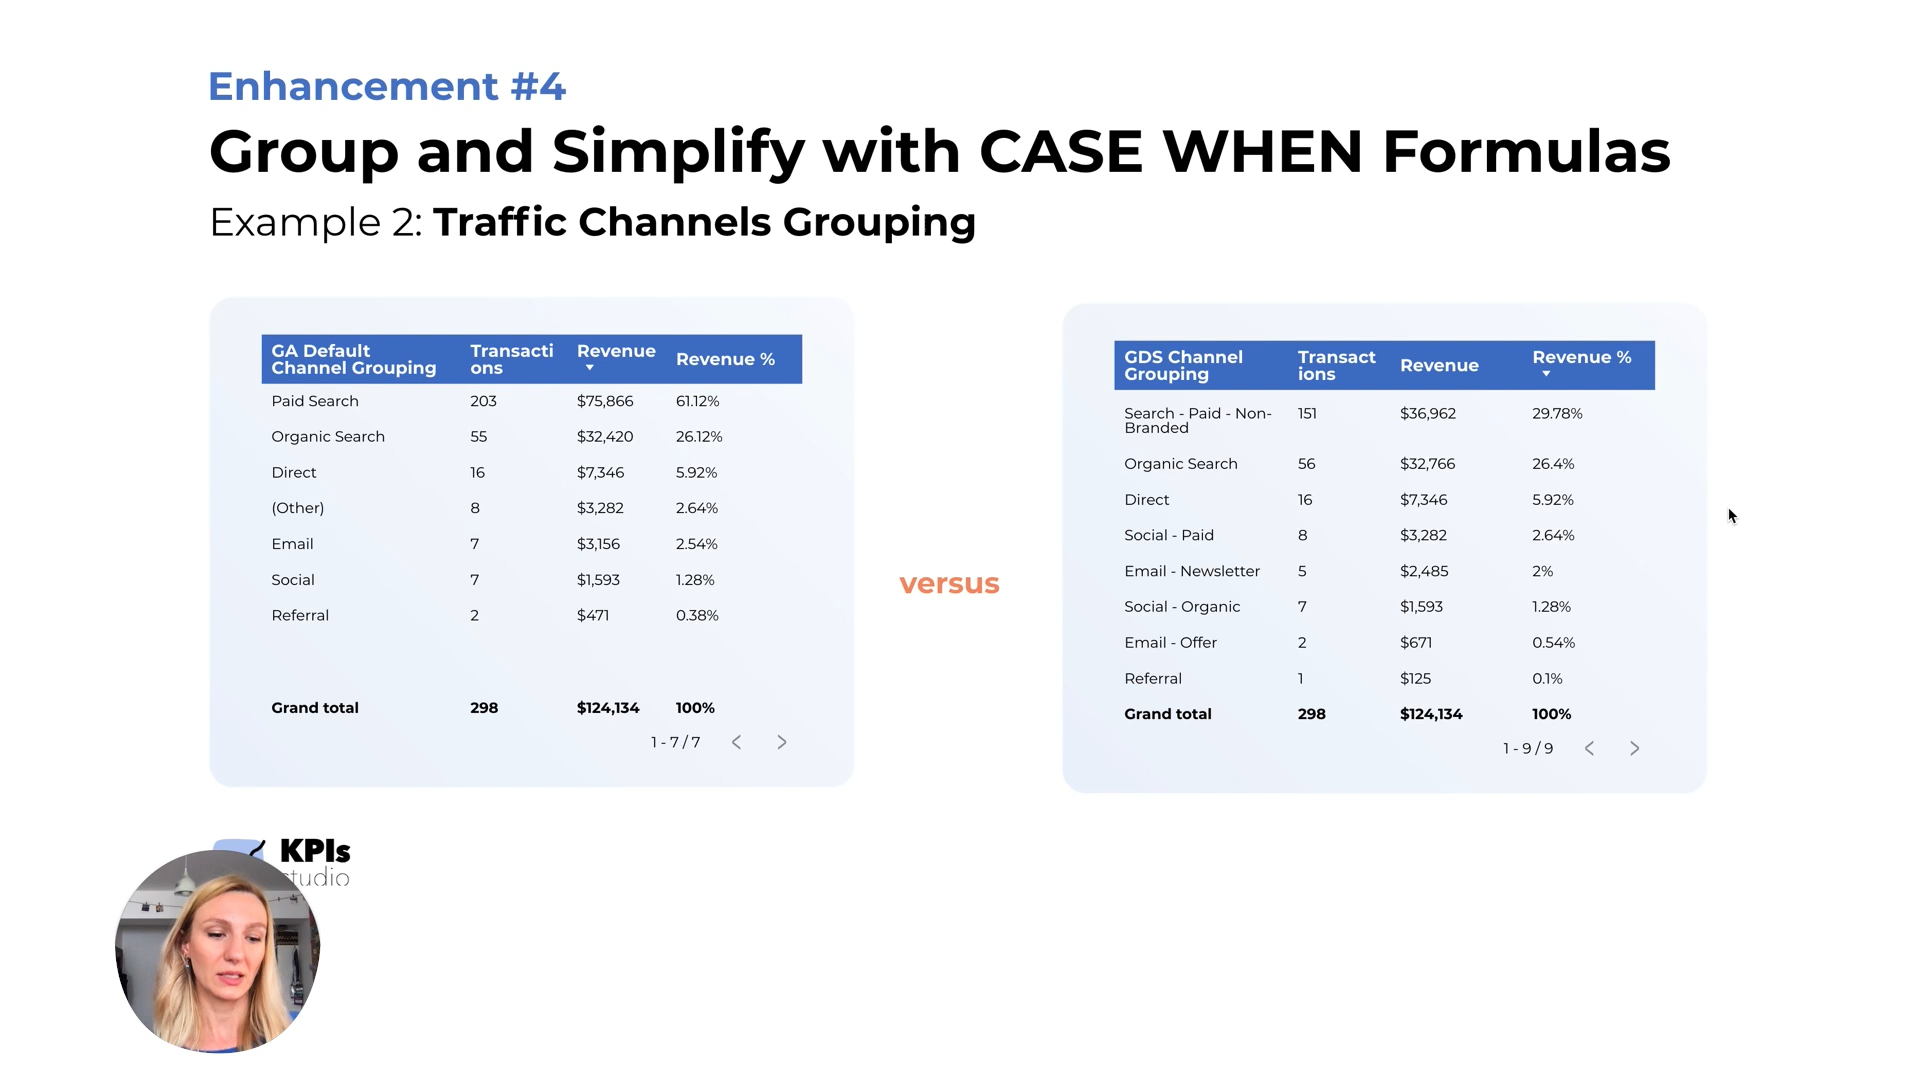 Enhancement #4
Group and Simplify with CASE WHEN Formulas
Example 2: Traffic Channels Grouping
GA Default Channel Grouping Transactions Revenue Revenue %
Paid Search 203 $75,866 61.12%
Organic Search 55 $32,420 26.12%
Direct 16 $7,346 5.92%
(Other) 8 $3,282 2.64%
Email 7 $3,156 2.54%
Social 7 $1,593 1.28%
Referral 2 $471 0.38%
Grand total 298 $124,134 100%
1 - 7 / 7
versus
GDS Channel Grouping Transactions Revenue Revenue %
Search - Paid - Non-Branded 151 $36,962 29.78%
Organic Search 56 $32,766 26.4%
Direct 16 $7,346 5.92%
Social - Paid 8 $3,282 2.64%
Email - Newsletter 5 $2,485 2%
Social - Organic 7 $1,593 1.28%
Email - Offer 2 $671 0.54%
Referral 1 $125 0.1%
Grand total 298 $124,134 100%
1 - 9 / 9
KPIs
studio